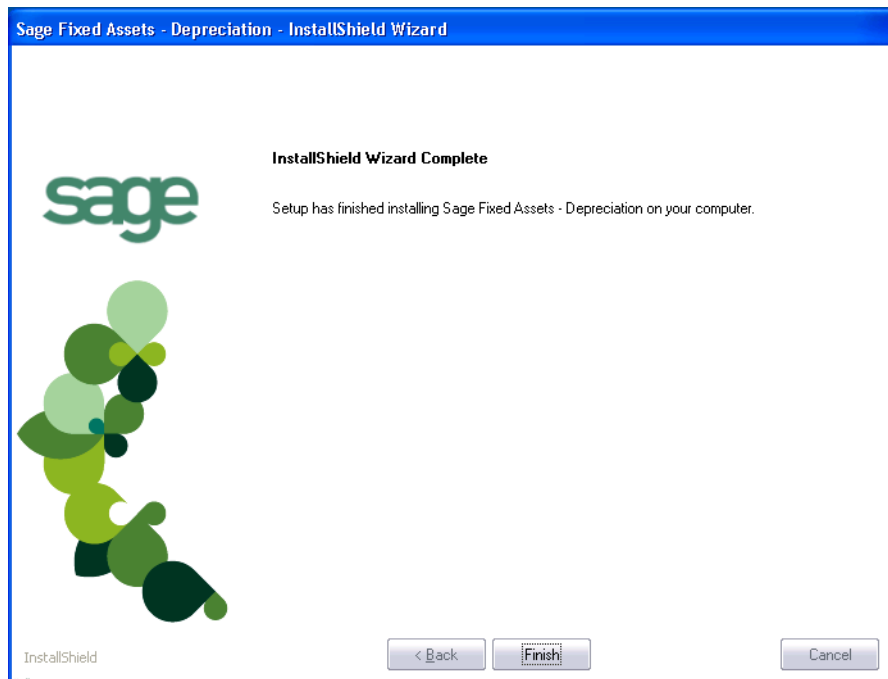 Sage Fixed Assets - Depreciation - InstallShield Wizard
InstallShield Wizard Complete
sage
Setup has finished installing Sage Fixed Assets - Depreciation on your computer.
InstallShield
< Back
Finish
Cancel